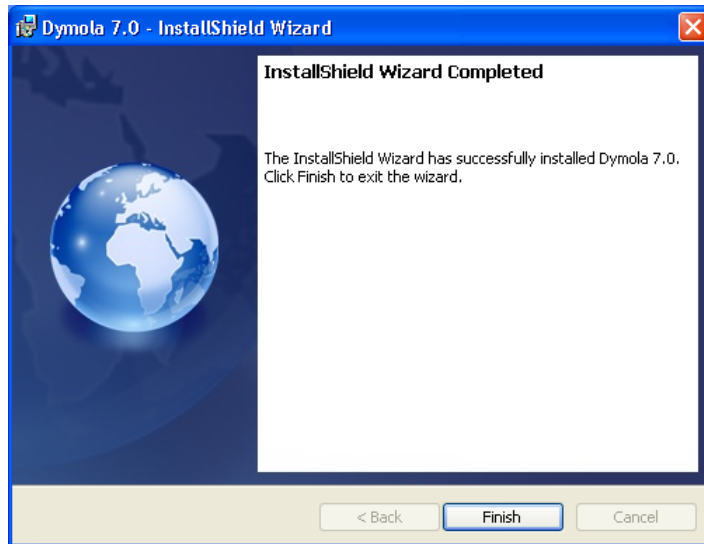 Dymola 7.0 - InstallShield Wizard
InstallShield Wizard Completed
The InstallShield Wizard has successfully installed Dymola 7.0.
Click Finish to exit the wizard.
< Back
Finish
Cancel